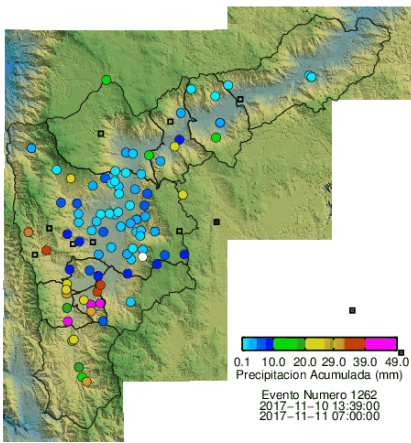 0.1 10.0 20.0 29.0 39.0 49.0
Precipitacion Acumulada (mm)
Evento Numero 1262
2017-11-10 13:39:00
2017-11-11 07:00:00